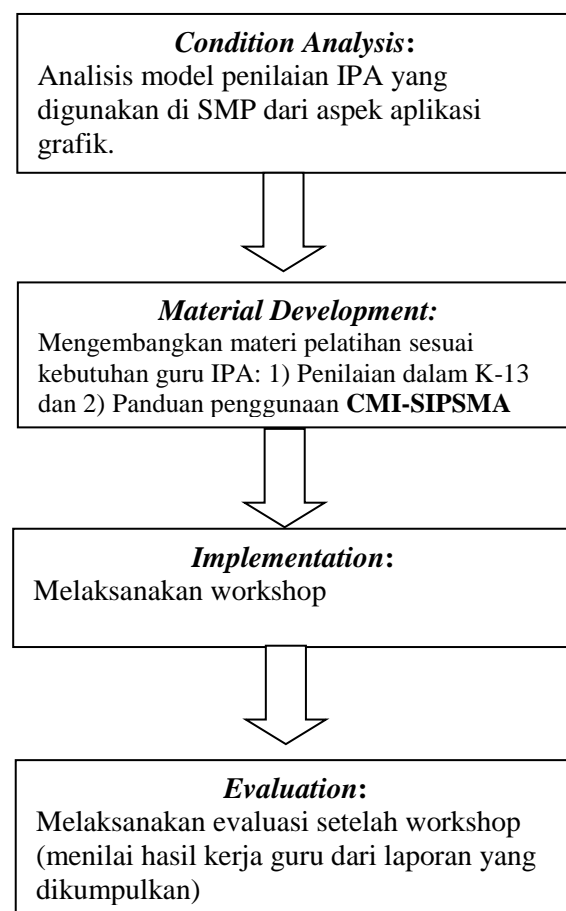 Condition Analysis:
Analisis model penilaian IPA yang
digunakan di SMP dari aspek aplikasi
grafik.
Material Development:
Mengembangkan materi pelatihan sesuai
kebutuhan guru IPA: 1) Penilaian dalam K-13
dan 2) Panduan penggunaan CMI-SIPSMA
Implementation:
Melaksanakan workshop
Evaluation:
Melaksanakan evaluasi setelah workshop
(menilai hasil kerja guru dari laporan yang
dikumpulkan)